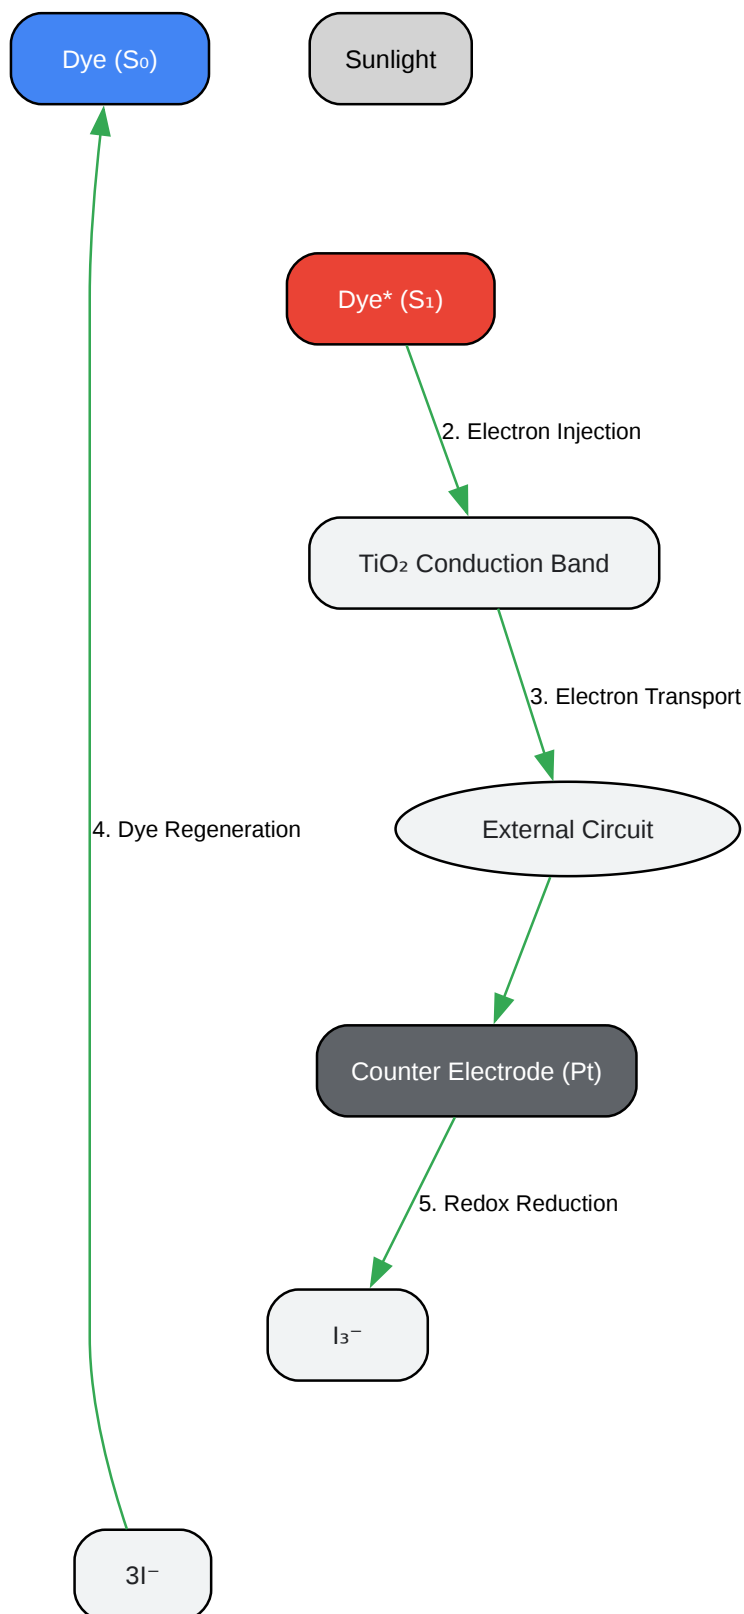 Dye (S₀)
Sunlight
Dye* (S₁)
2. Electron Injection
TiO₂ Conduction Band
3. Electron Transport
External Circuit
4. Dye Regeneration
Counter Electrode (Pt)
5. Redox Reduction
I₃⁻
3I⁻